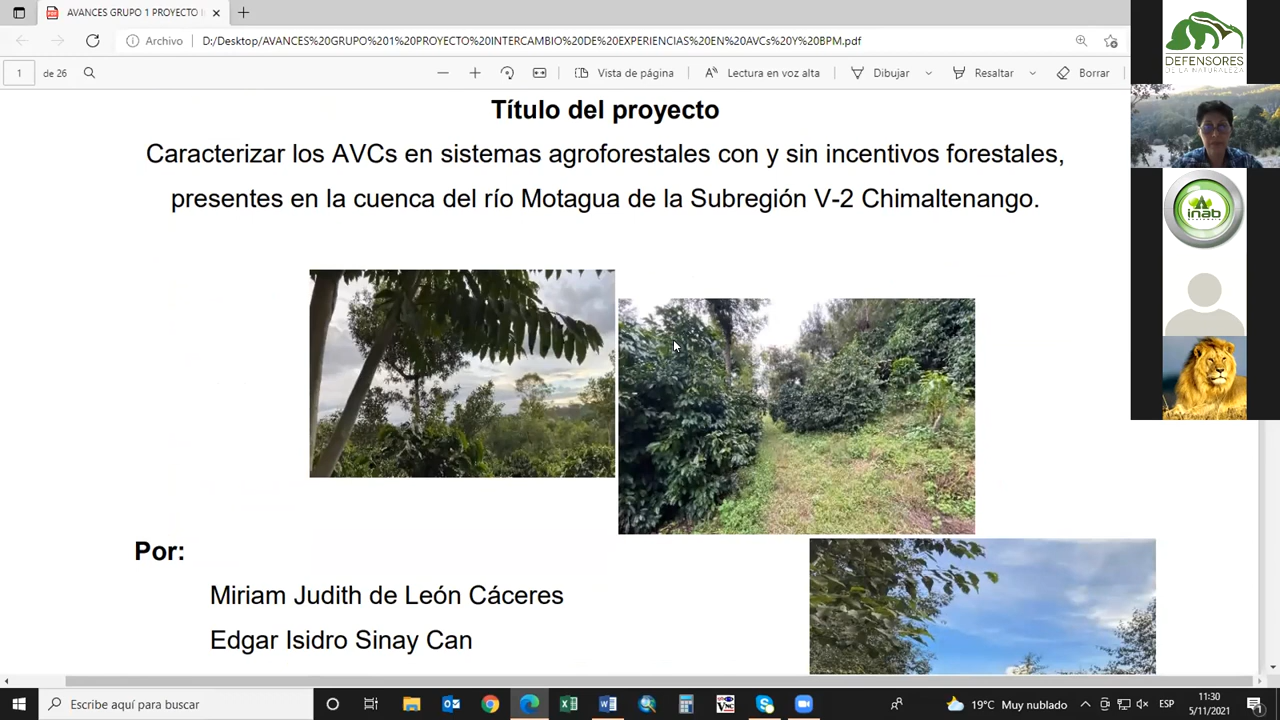 AVANCES GRUPO 1 PROYECTO
Archivo
D:/Desktop/AVANCES%20GRUPO%201%20PROYECTO%20INTERCAMBIO%20DE%20EXPERIENCIAS%20EN%20AVCs%20Y%20BPM.pdf
1 de 26
Vista de página
Lectura en voz alta
Dibujar
Resaltar
Borrar
Título del proyecto
Caracterizar los AVCs en sistemas agroforestales con y sin incentivos forestales,
presentes en la cuenca del río Motagua de la Subregión V-2 Chimaltenango.
Por:
Miriam Judith de León Cáceres
Edgar Isidro Sinay Can
DEFENSORES
DE LA NATURALEZA
inab
Escribe aquí para buscar
19°C Muy nublado
ESP
11:30
5/11/2021